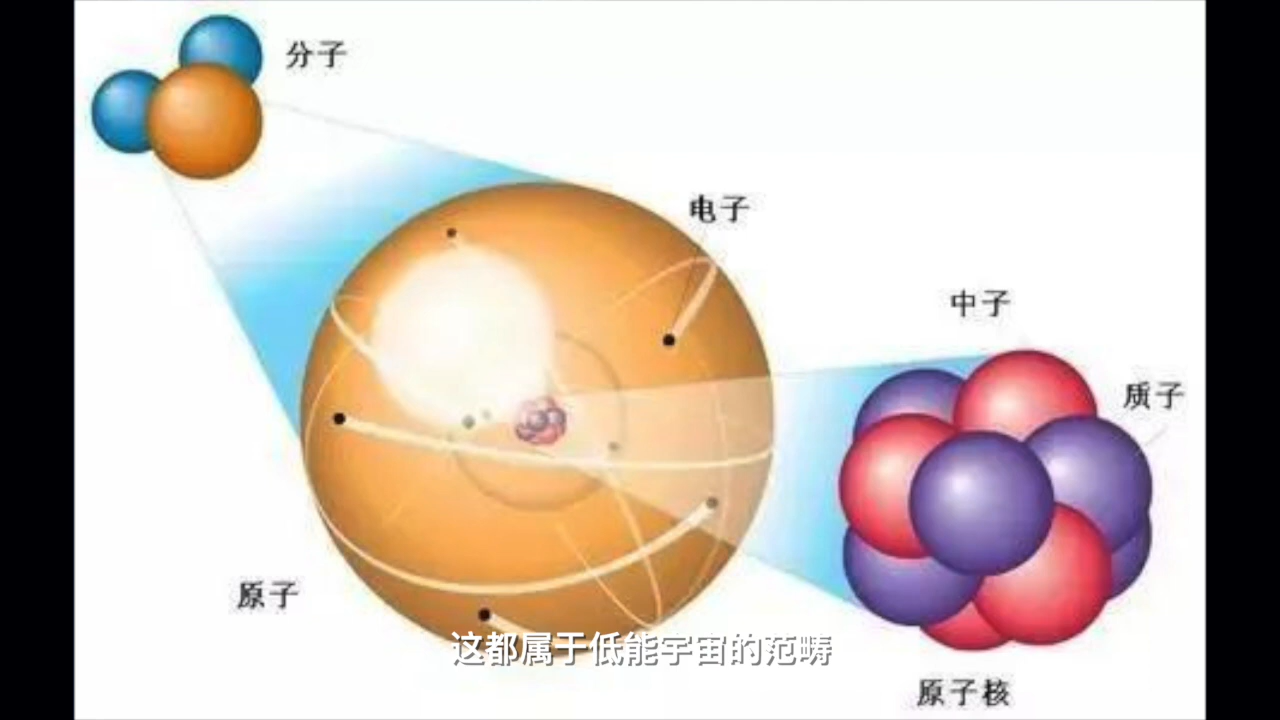 分子
电子
中子
质子
原子
这都属于低能宇宙的范畴
原子核